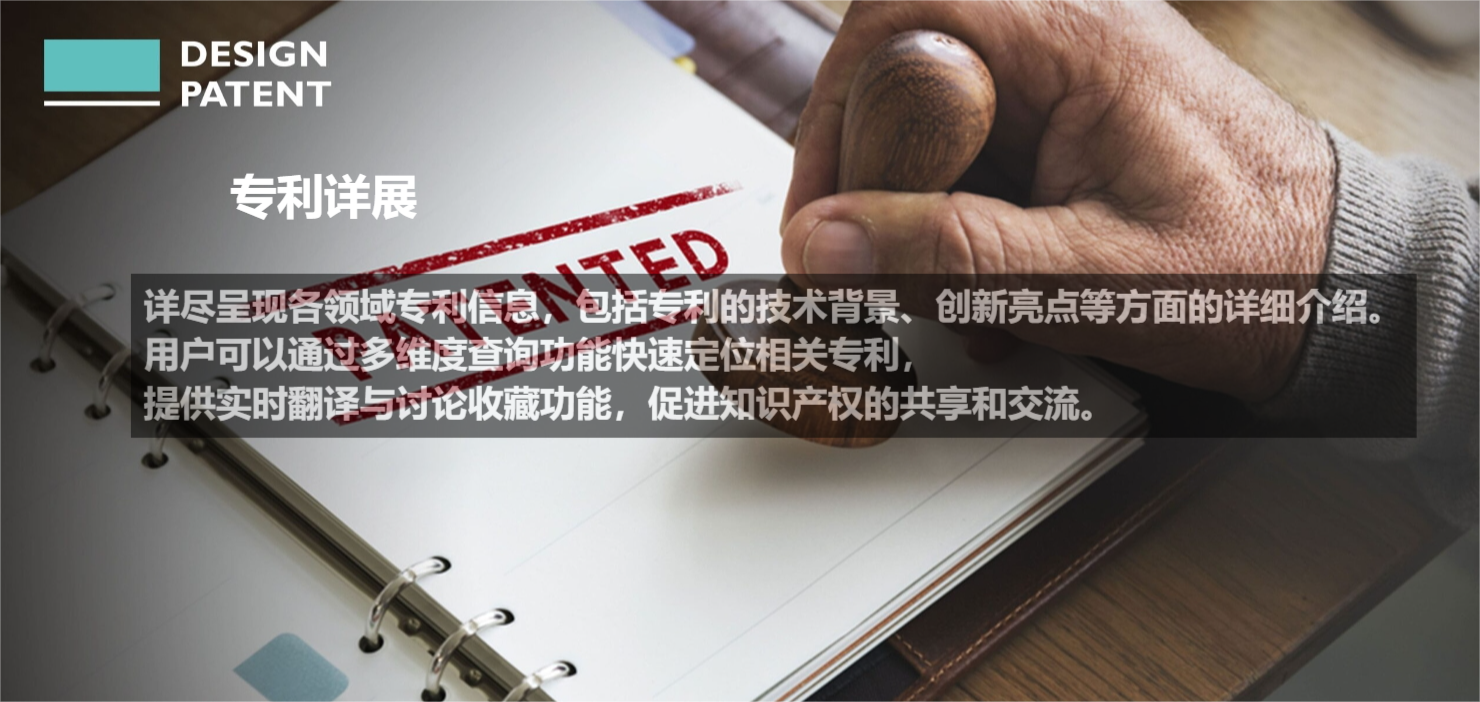 DESIGN
PATENT
专利详展
PATENTED
详尽呈现各领域专利信息，包括专利的技术背景、创新亮点等方面的详细介绍。
用户可以通过多维度查询功能快速定位相关专利，
提供实时翻译与讨论收藏功能，促进知识产权的共享和交流。